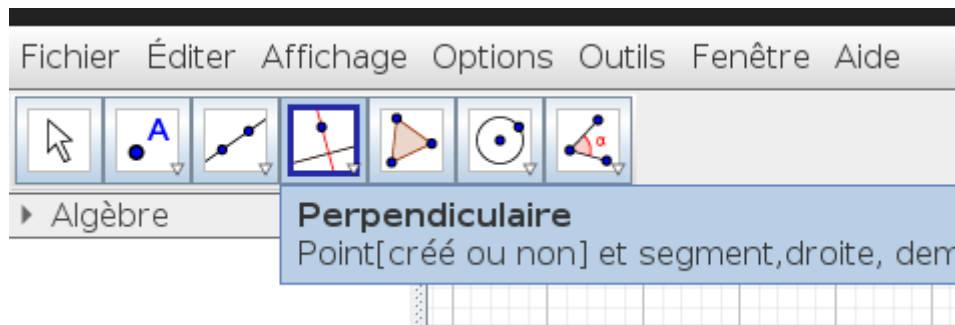 Fichier Éditer Affichage Options Outils Fenêtre Aide
A
α
Algèbre
Perpendiculaire
Point[créé ou non] et segment,droite, dem